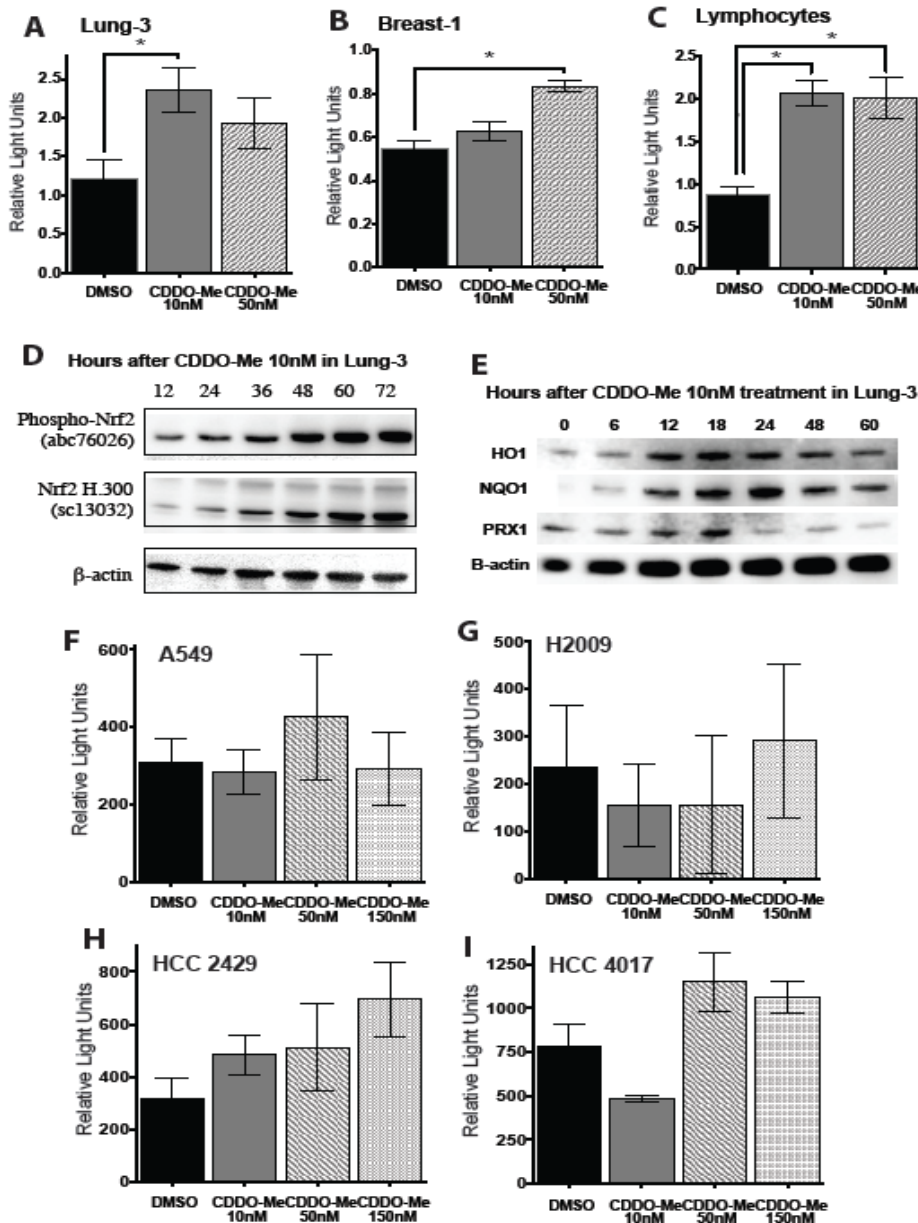 A Lung-3
*
Relative Light Units
2.5
2.0
1.5
1.0
0.5
0.0
DMSO
CDDO-Me
10nM
CDDO-Me
50nM
B Breast-1
*
Relative Light Units
1.0
0.8
0.6
0.4
0.2
0.0
DMSO
CDDO-Me
10nM
CDDO-Me
50nM
C Lymphocytes
*
*
Relative Light Units
2.5
2.0
1.5
1.0
0.5
0.0
DMSO
CDDO-Me
10nM
CDDO-Me
50nM
D Hours after CDDO-Me 10nM in Lung-3
12 24 36 48 60 72
Phospho-Nrf2
(abc76026)
Nrf2 H.300
(sc13032)
β-actin
E Hours after CDDO-Me 10nM treatment in Lung-3
0 6 12 18 24 48 60
HO1
NQO1
PRX1
B-actin
F A549
Relative Light Units
600
400
200
0
DMSO
CDDO-Me
10nM
CDDO-Me
50nM
CDDO-Me
150nM
G H2009
Relative Light Units
500
400
300
200
100
0
DMSO
CDDO-Me
10nM
CDDO-Me
50nM
CDDO-Me
150nM
H HCC 2429
Relative Light Units
800
600
400
200
0
DMSO
CDDO-Me
10nM
CDDO-Me
50nM
CDDO-Me
150nM
I HCC 4017
Relative Light Units
1250
1000
750
500
250
0
DMSO
CDDO-Me
10nM
CDDO-Me
50nM
CDDO-Me
150nM